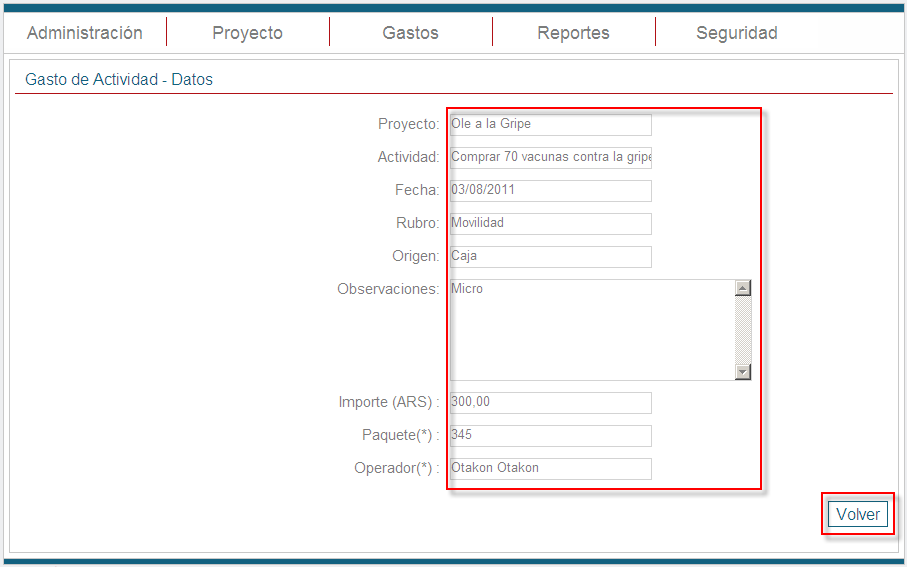 Administración Proyecto Gastos Reportes Seguridad
Gasto de Actividad - Datos
Proyecto: Ole a la Gripe
Actividad: Comprar 70 vacunas contra la gripe
Fecha: 03/08/2011
Rubro: Movilidad
Origen: Caja
Observaciones: Micro
Importe (ARS) : 300,00
Paquete(*) : 345
Operador(*) : Otakon Otakon
Volver